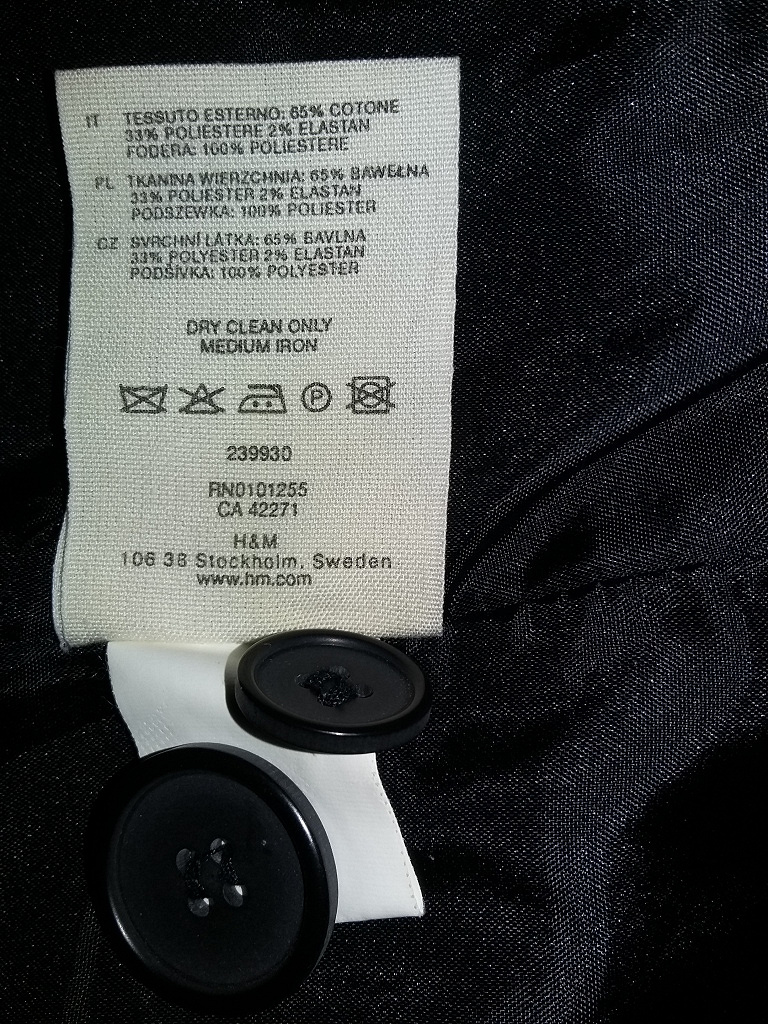 IT TESSUTO ESTERNO: 65% COTONE
33% POLIESTERE 2% ELASTAN
FODERA: 100% POLIESTERE
PL TKANINA WIERZCHNIA: 65% BAWEŁNA
33% POLIESTER 2% ELASTAN
PODSZEWKA: 100% POLIESTER
CZ SVRCHNÍ LÁTKA: 65% BAVLNA
33% POLYESTER 2% ELASTAN
PODŠÍVKA: 100% POLYESTER
DRY CLEAN ONLY
MEDIUM IRON
P
239930
RN0101255
CA 42271
H&M
106 38 Stockholm, Sweden
www.hm.com